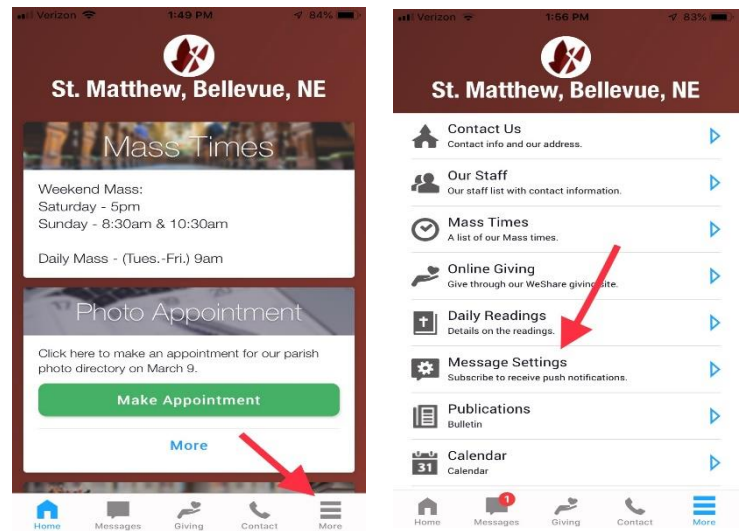 Verizon 1:49 PM 84%
St. Matthew, Bellevue, NE
Mass Times
Weekend Mass:
Saturday - 5pm
Sunday - 8:30am & 10:30am
Daily Mass - (Tues.-Fri.) 9am
Photo Appointment
Click here to make an appointment for our parish
photo directory on March 9.
Make Appointment
More
Home Messages Giving Contact More
Verizon 1:56 PM 83%
St. Matthew, Bellevue, NE
Contact Us
Contact info and our address.
Our Staff
Our staff list with contact information.
Mass Times
A list of our Mass times.
Online Giving
Give through our WeShare giving site.
Daily Readings
Details on the readings.
Message Settings
Subscribe to receive push notifications.
Publications
Bulletin
31
Calendar
Calendar
1
Home Messages Giving Contact More